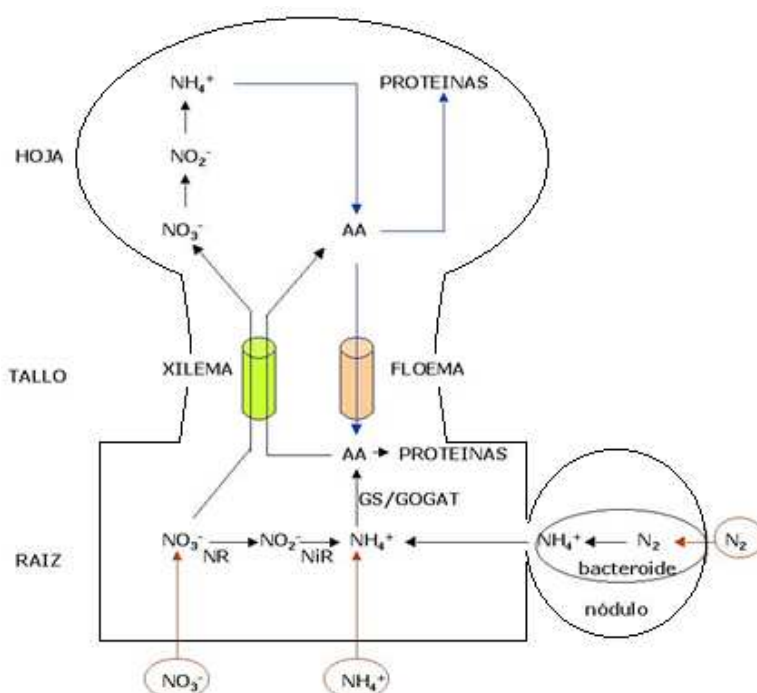 NH₄⁺ PROTEINAS
HOJA NO₂⁻
NO₃⁻ AA
XILEMA FLOEMA
TALLO
AA PROTEINAS
GS/GOGAT
NO₃⁻ NO₂⁻ NH₄⁺ NH₄⁺ N₂ N₂
NR NiR
RAIZ bacteroide
nódulo
NO₃⁻ NH₄⁺